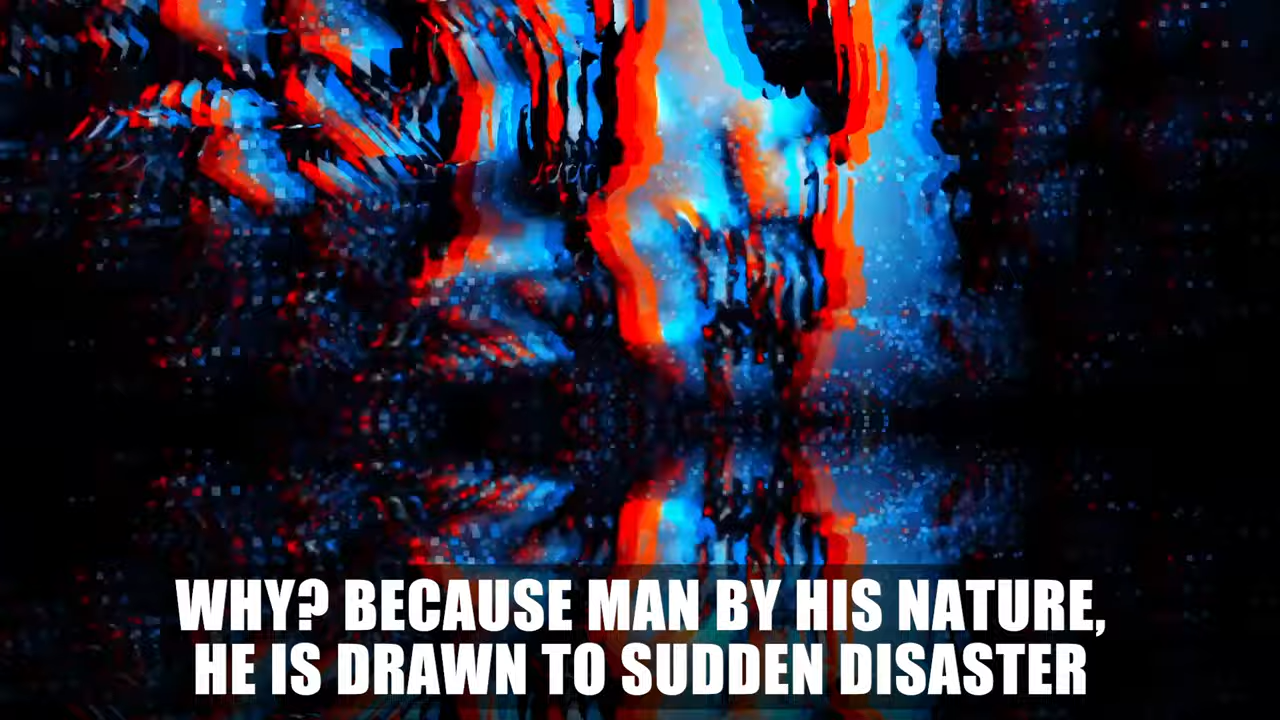 WHY? BECAUSE MAN BY HIS NATURE,
HE IS DRAWN TO SUDDEN DISASTER